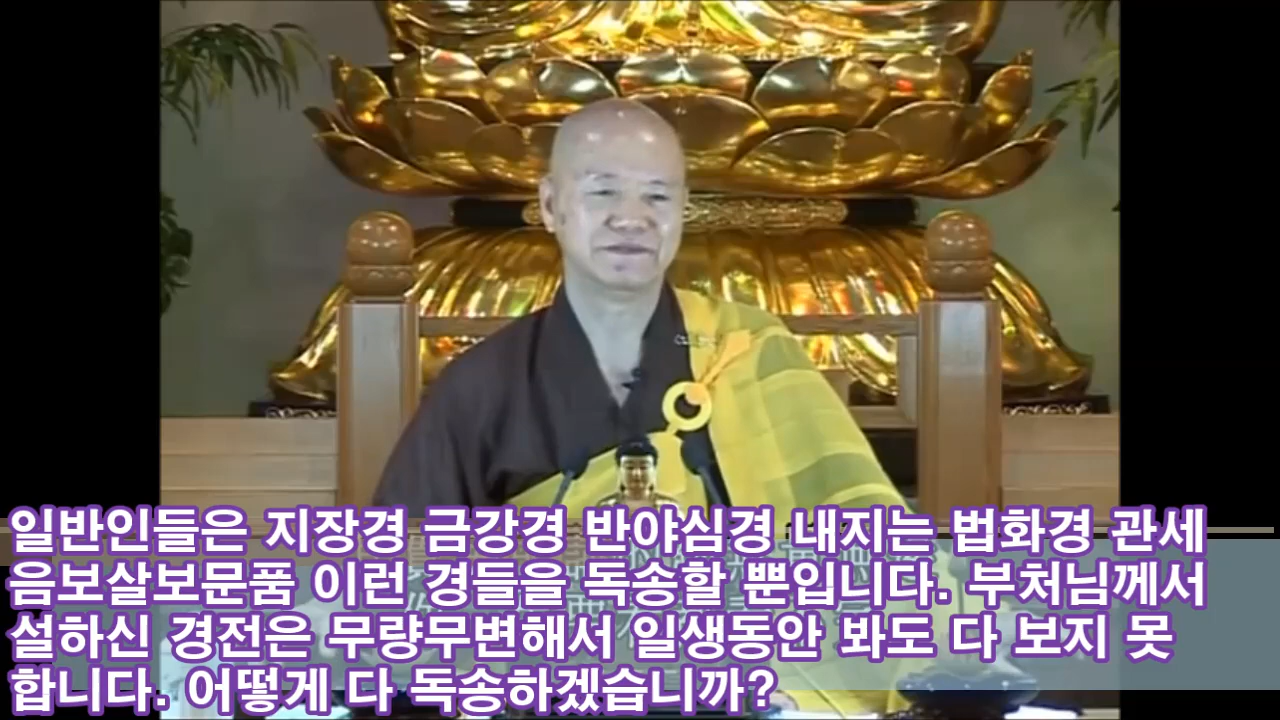 일반인들은 지장경 금강경 반야심경 내지는 법화경 관세
음보살보문품 이런 경들을 독송할 뿐입니다. 부처님께서
설하신 경전은 무량무변해서 일생동안 봐도 다 보지 못
합니다. 어떻게 다 독송하겠습니까?